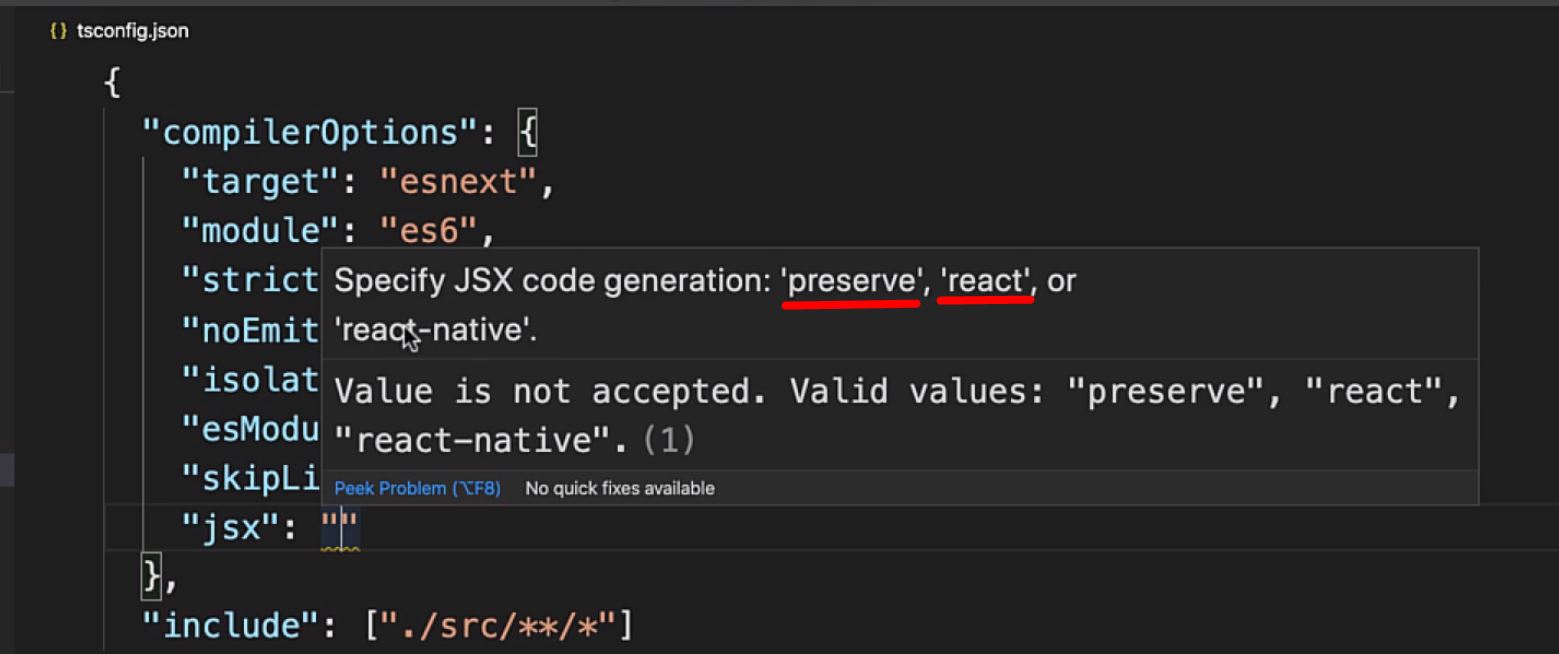 {} tsconfig.json
{
"compilerOptions": {
"target": "esnext",
"module": "es6",
"strict
Specify JSX code generation: 'preserve', 'react', or
"noEmit
'react-native'.
"isolat
Value is not accepted. Valid values: "preserve", "react",
"esModu
"react-native". (1)
"skipLi
Peek Problem (⌥F8) No quick fixes available
"jsx": ""
},
"include": ["./src/**/*"]